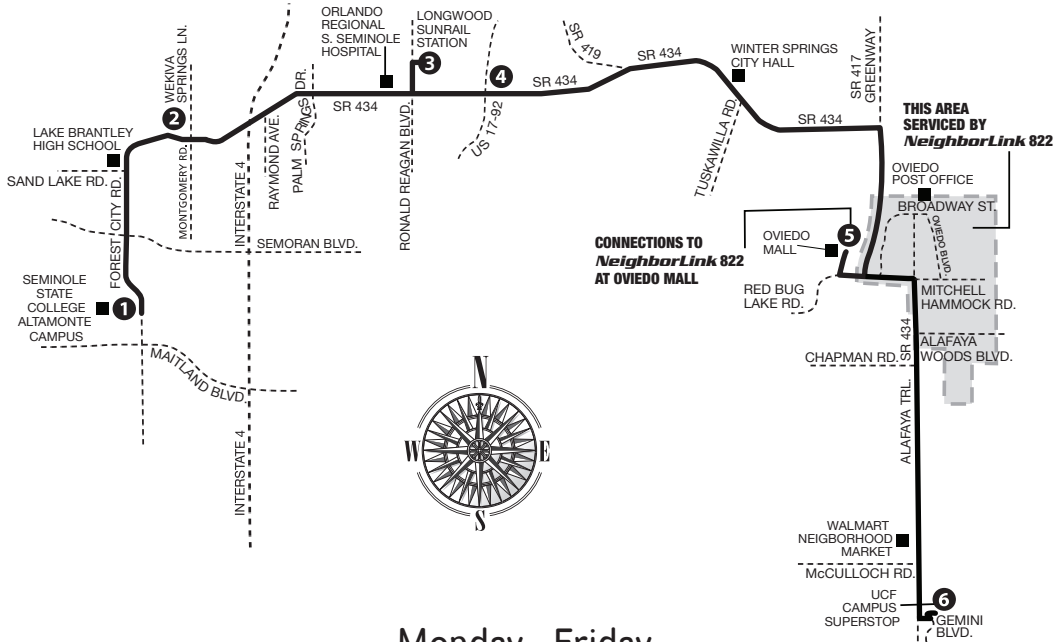 ORLANDO
REGIONAL
S. SEMINOLE
HOSPITAL
LONGWOOD
SUNRAIL
STATION
3
WEKIVA
SPRINGS LN.
2
LAKE BRANTLEY
HIGH SCHOOL
SAND LAKE RD.
FOREST CITY RD.
MONTGOMERY RD.
INTERSTATE 4
RAYMOND AVE.
PALM SPRINGS DR.
SR 434
RONALD REAGAN BLVD.
4
US 17-92
SR 434
SR 419
SR 434
WINTER SPRINGS
CITY HALL
TUSKAWILLA RD.
SR 434
SR 417
GREENWAY
THIS AREA
SERVICED BY
NeighborLink 822
OVIEDO
POST OFFICE
BROADWAY ST.
OVIEDO BLVD.
CONNECTIONS TO
NeighborLink 822
AT OVIEDO MALL
OVIEDO
MALL
5
RED BUG
LAKE RD.
MITCHELL
HAMMOCK RD.
SR 434
ALAFAYA
WOODS BLVD.
CHAPMAN RD.
ALAFAYA TRL.
SEMORAN BLVD.
SEMINOLE
STATE
COLLEGE
ALTAMONTE
CAMPUS
1
MAITLAND BLVD.
INTERSTATE 4
N
W
E
S
WALMART
NEIGBORHOOD
MARKET
McCULLOCH RD.
UCF
CAMPUS
SUPERSTOP
6
GEMINI
BLVD.
Monday - Friday